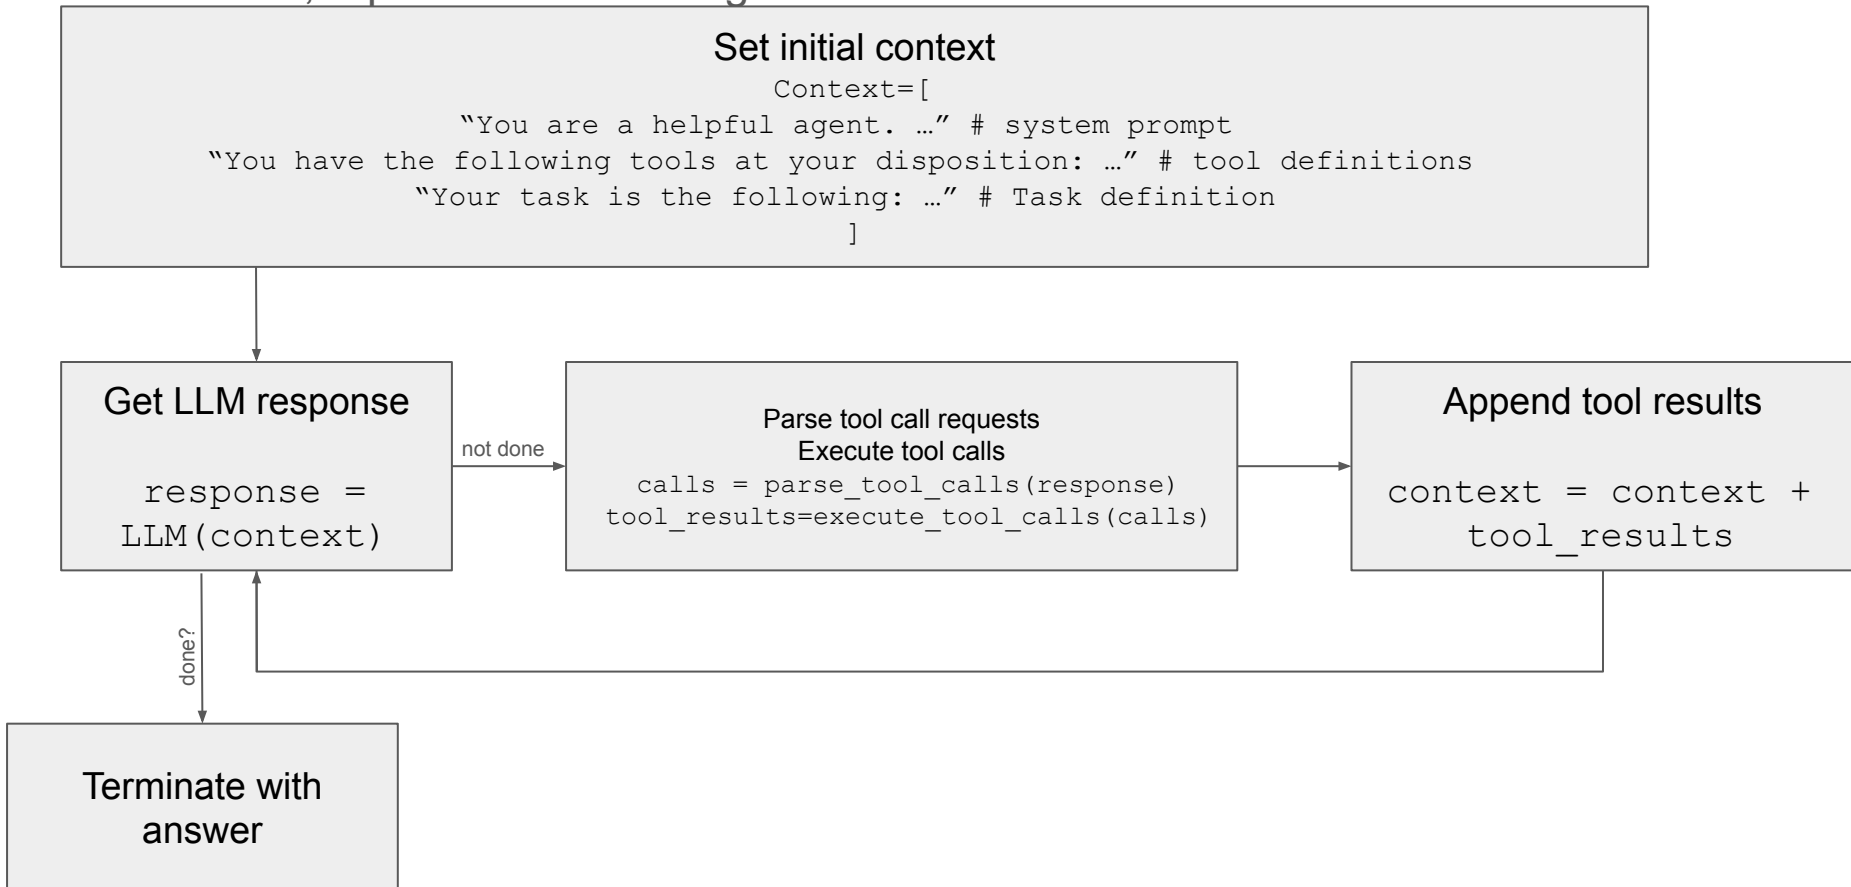 Set initial context
Context=[
“You are a helpful agent. …” # system prompt
“You have the following tools at your disposition: …” # tool definitions
“Your task is the following: …” # Task definition
]
Get LLM response
response =
LLM(context)
not done
Parse tool call requests
Execute tool calls
calls = parse_tool_calls(response)
tool_results=execute_tool_calls(calls)
Append tool results
context = context +
tool_results
done?
Terminate with
answer